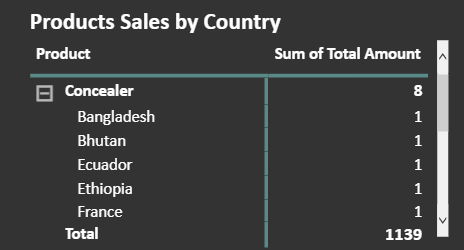 Products Sales by Country
Product Sum of Total Amount
Concealer 8
Bangladesh 1
Bhutan 1
Ecuador 1
Ethiopia 1
France 1
Total 1139